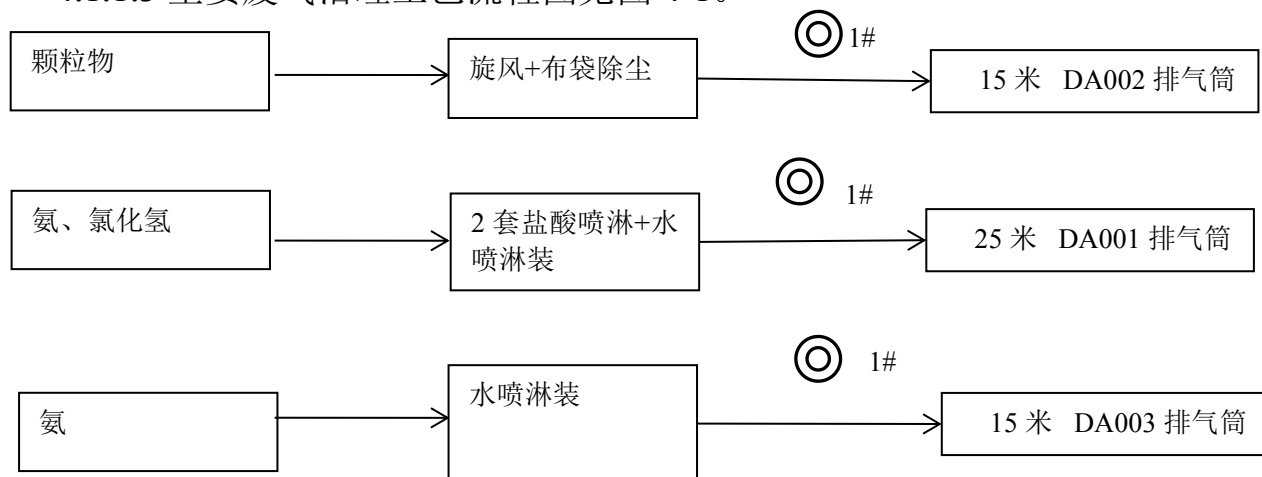 颗粒物
旋风+布袋除尘
1#
15 米 DA002 排气筒
氨、氯化氢
2 套盐酸喷淋+水
喷淋装
1#
25 米 DA001 排气筒
氨
水喷淋装
1#
15 米 DA003 排气筒